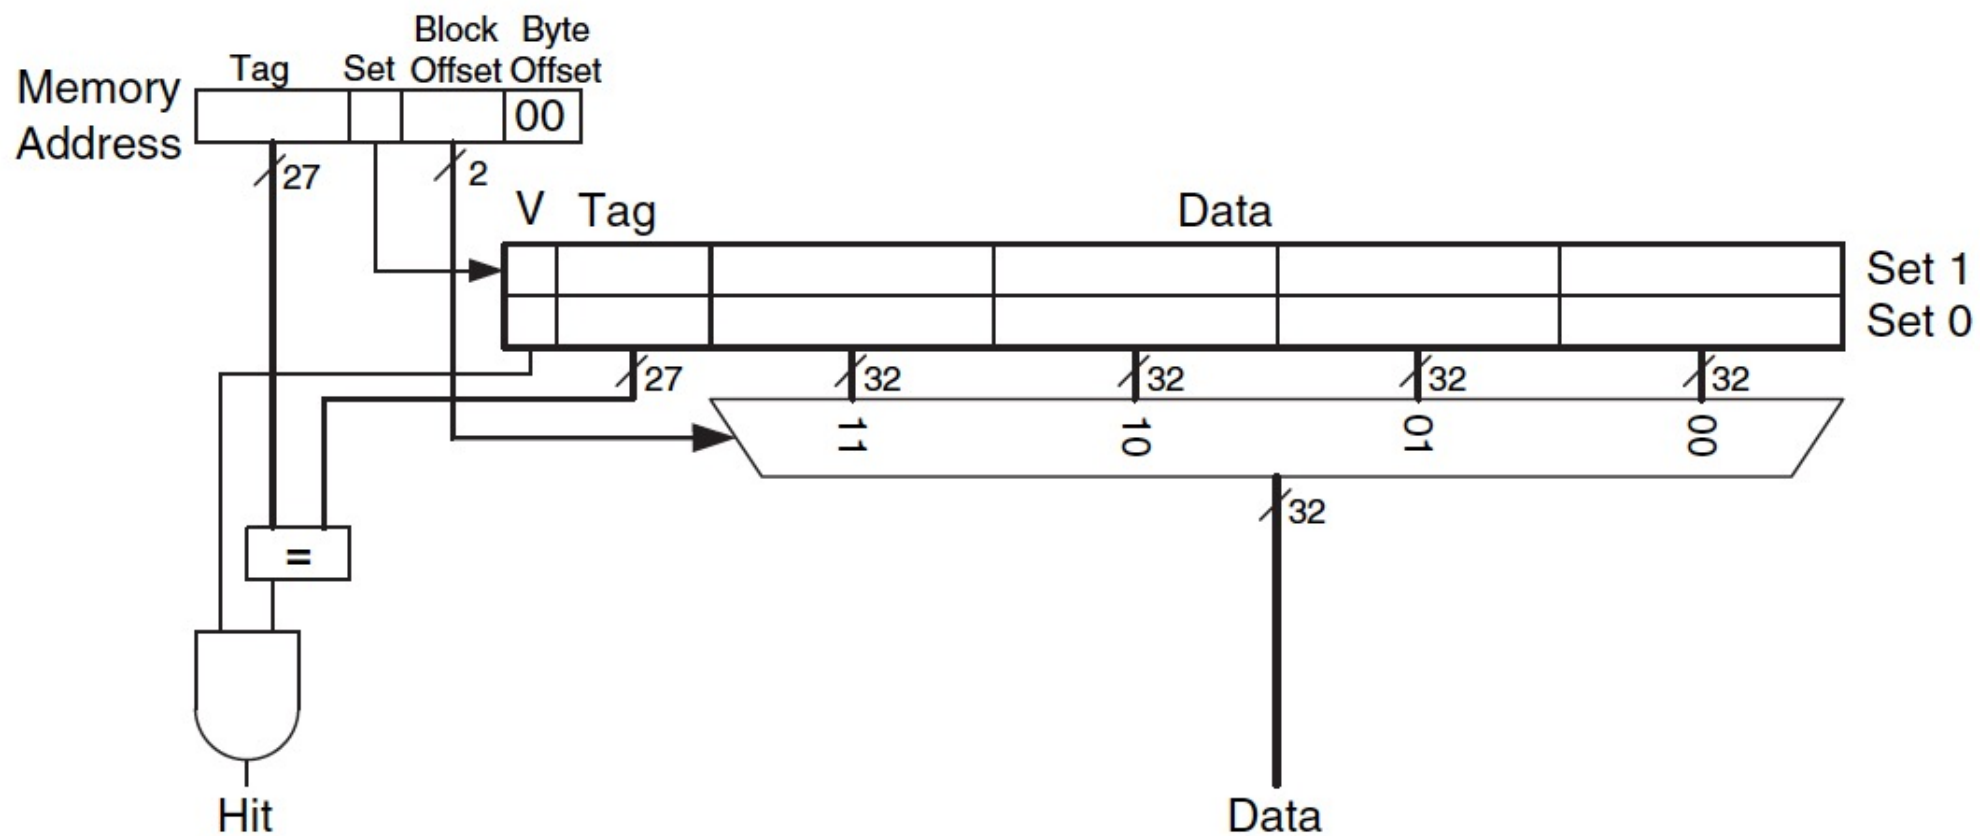 Block Byte
Tag Set Offset Offset
Memory
Address
00
27
2
V Tag Data
Set 1
Set 0
27 32 32 32 32
11 10 01 00
32
=
Hit
Data